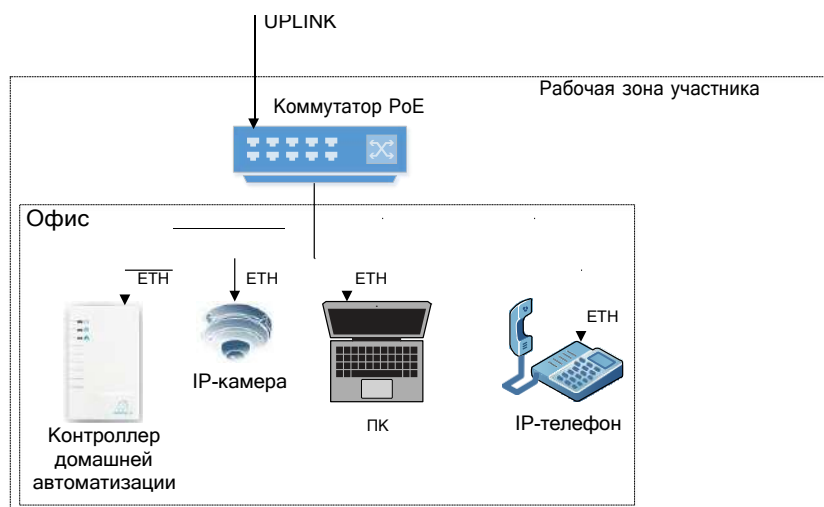 UPLINK
Рабочая зона участника
Коммутатор PoE
Офис
ETH
ETH
ETH
ETH
IP-камера
ПК
IP-телефон
Контроллер
домашней
автоматизации